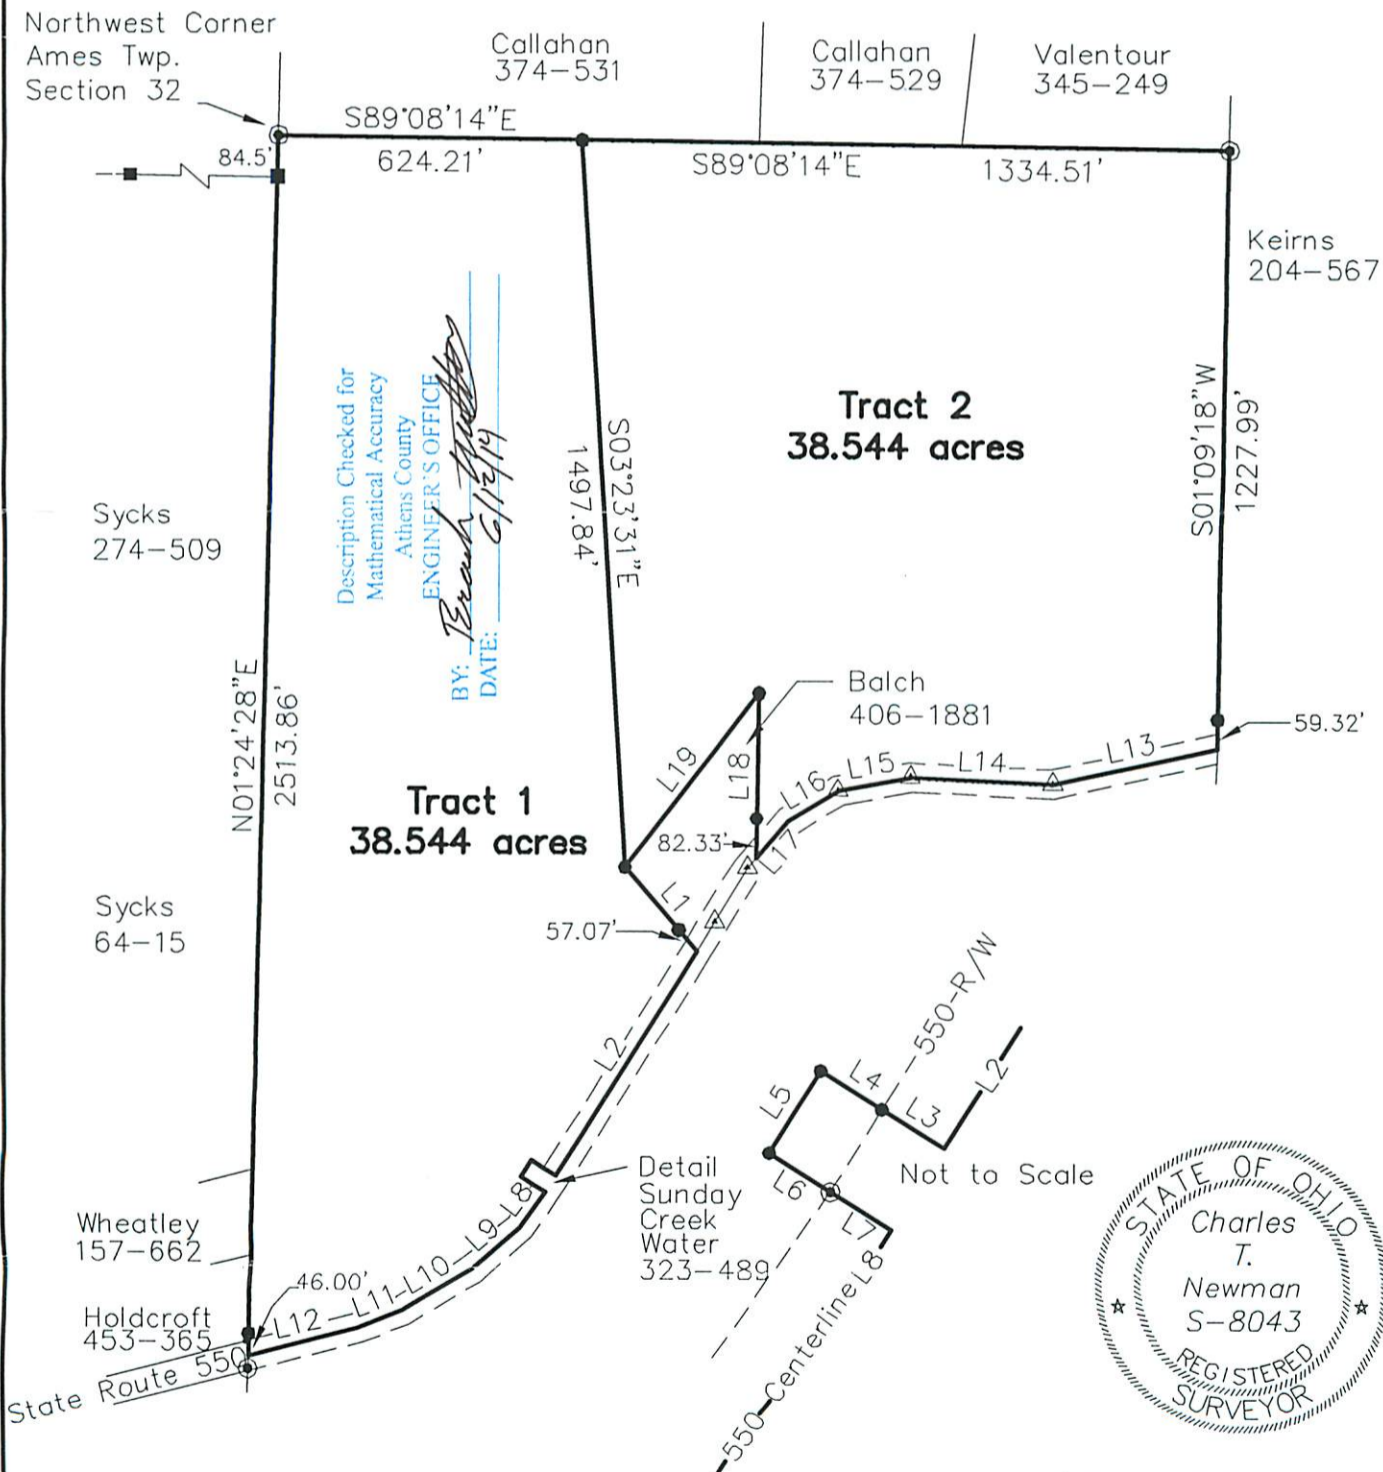 Northwest Corner
Ames Twp.
Section 32
Callahan
374-531
Callahan
374-529
Valentour
345-249
S89°08'14"E
624.21'
84.5'
S89°08'14"E
1334.51'
Keirns
204-567
S01°09'18"W
1227.99'
Tract 2
38.544 acres
Description Checked for
Mathematical Accuracy
Athens County
ENGINEER'S OFFICE
BY:
DATE: 6/12/14
S03°23'31"E
1497.84'
Sycks
274-509
N01°24'28"E
2513.86'
Balch
406-1881
59.32'
L13
L14
L15
L16
L17
L18
L19
82.33'
Tract 1
38.544 acres
L1
57.07'
Sycks
64-15
L2
550-R/W
L2
L3
L4
L5
L6
L7
L8
Not to Scale
550-Centerline
Detail
Sunday
Creek
Water
323-489
L8
L9
L10
L11
L12
46.00'
Wheatley
157-662
Holdcroft
453-365
State Route 550
STATE OF OHIO
Charles
T.
Newman
S-8043
REGISTERED
SURVEYOR